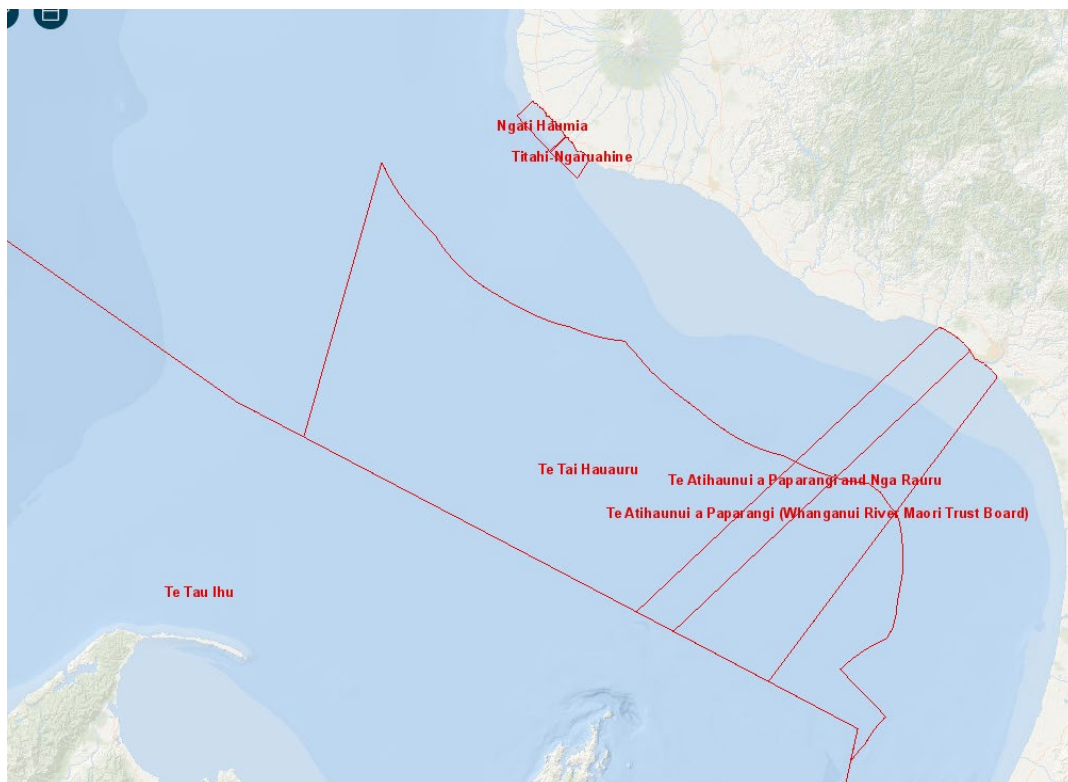 Ngati Haumia
Titahi-Ngaruahine
Te Tai Hauauru
Te Atihaunui a Paparangi and Nga Rauru
Te Atihaunui a Paparangi (Whanganui River Maori Trust Board)
Te Tau Ihu